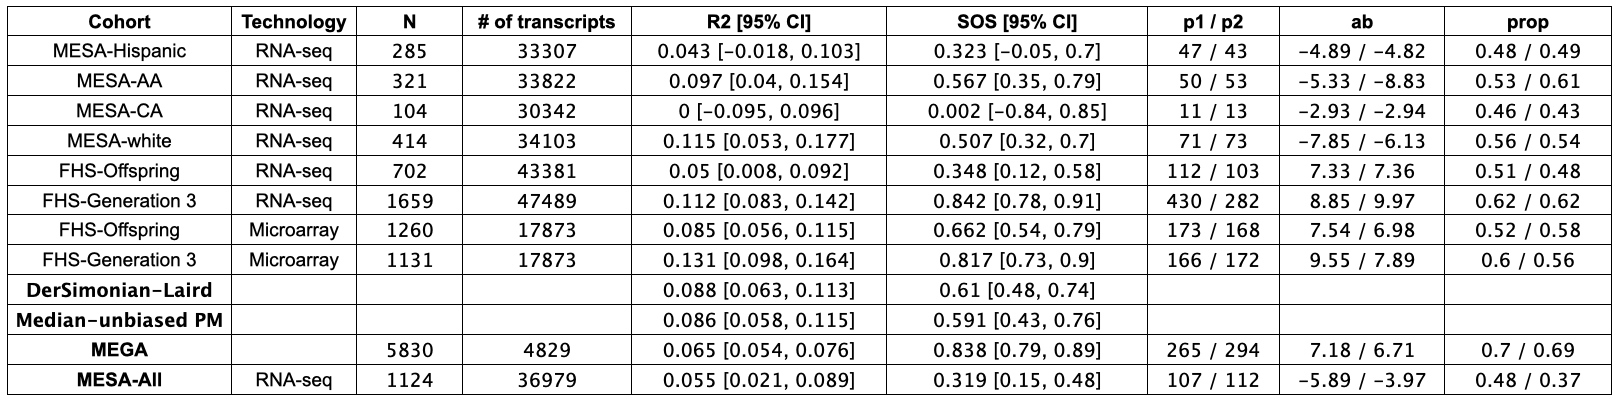 Cohort Technology N # of transcripts R2 [95% CI] SOS [95% CI] p1 / p2 ab prop
MESA-Hispanic RNA-seq 285 33307 0.043 [−0.018, 0.103] 0.323 [−0.05, 0.7] 47 / 43 −4.89 / −4.82 0.48 / 0.49
MESA-AA RNA-seq 321 33822 0.097 [0.04, 0.154] 0.567 [0.35, 0.79] 50 / 53 −5.33 / −8.83 0.53 / 0.61
MESA-CA RNA-seq 104 30342 0 [−0.095, 0.096] 0.002 [−0.84, 0.85] 11 / 13 −2.93 / −2.94 0.46 / 0.43
MESA-white RNA-seq 414 34103 0.115 [0.053, 0.177] 0.507 [0.32, 0.7] 71 / 73 −7.85 / −6.13 0.56 / 0.54
FHS-Offspring RNA-seq 702 43381 0.05 [0.008, 0.092] 0.348 [0.12, 0.58] 112 / 103 7.33 / 7.36 0.51 / 0.48
FHS-Generation 3 RNA-seq 1659 47489 0.112 [0.083, 0.142] 0.842 [0.78, 0.91] 430 / 282 8.85 / 9.97 0.62 / 0.62
FHS-Offspring Microarray 1260 17873 0.085 [0.056, 0.115] 0.662 [0.54, 0.79] 173 / 168 7.54 / 6.98 0.52 / 0.58
FHS-Generation 3 Microarray 1131 17873 0.131 [0.098, 0.164] 0.817 [0.73, 0.9] 166 / 172 9.55 / 7.89 0.6 / 0.56
DerSimonian−Laird 0.088 [0.063, 0.113] 0.61 [0.48, 0.74]
Median−unbiased PM 0.086 [0.058, 0.115] 0.591 [0.43, 0.76]
MEGA 5830 4829 0.065 [0.054, 0.076] 0.838 [0.79, 0.89] 265 / 294 7.18 / 6.71 0.7 / 0.69
MESA-All RNA-seq 1124 36979 0.055 [0.021, 0.089] 0.319 [0.15, 0.48] 107 / 112 −5.89 / −3.97 0.48 / 0.37